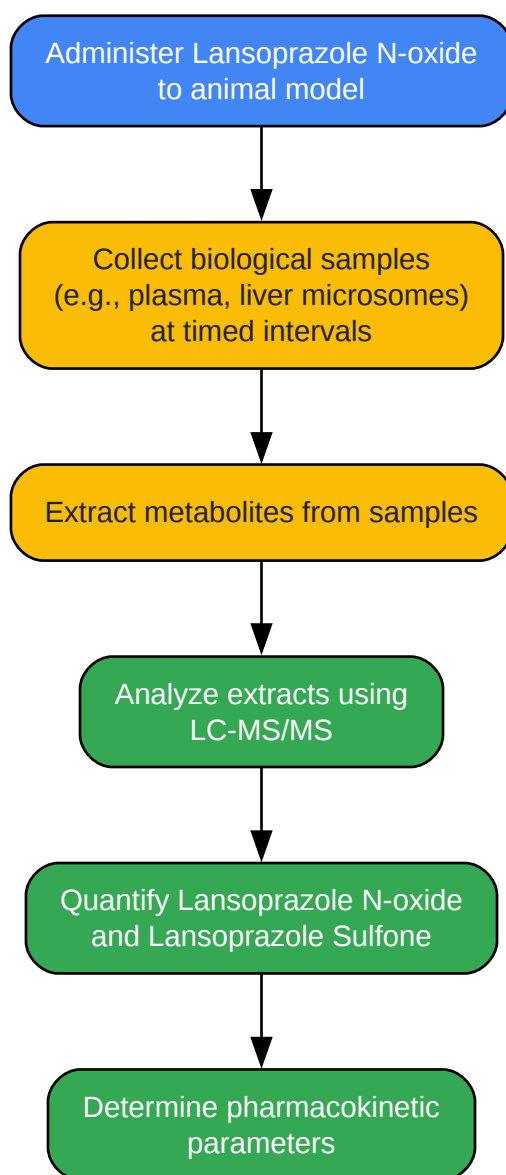 Administer Lansoprazole N-oxide
to animal model
Collect biological samples
(e.g., plasma, liver microsomes)
at timed intervals
Extract metabolites from samples
Analyze extracts using
LC-MS/MS
Quantify Lansoprazole N-oxide
and Lansoprazole Sulfone
Determine pharmacokinetic
parameters